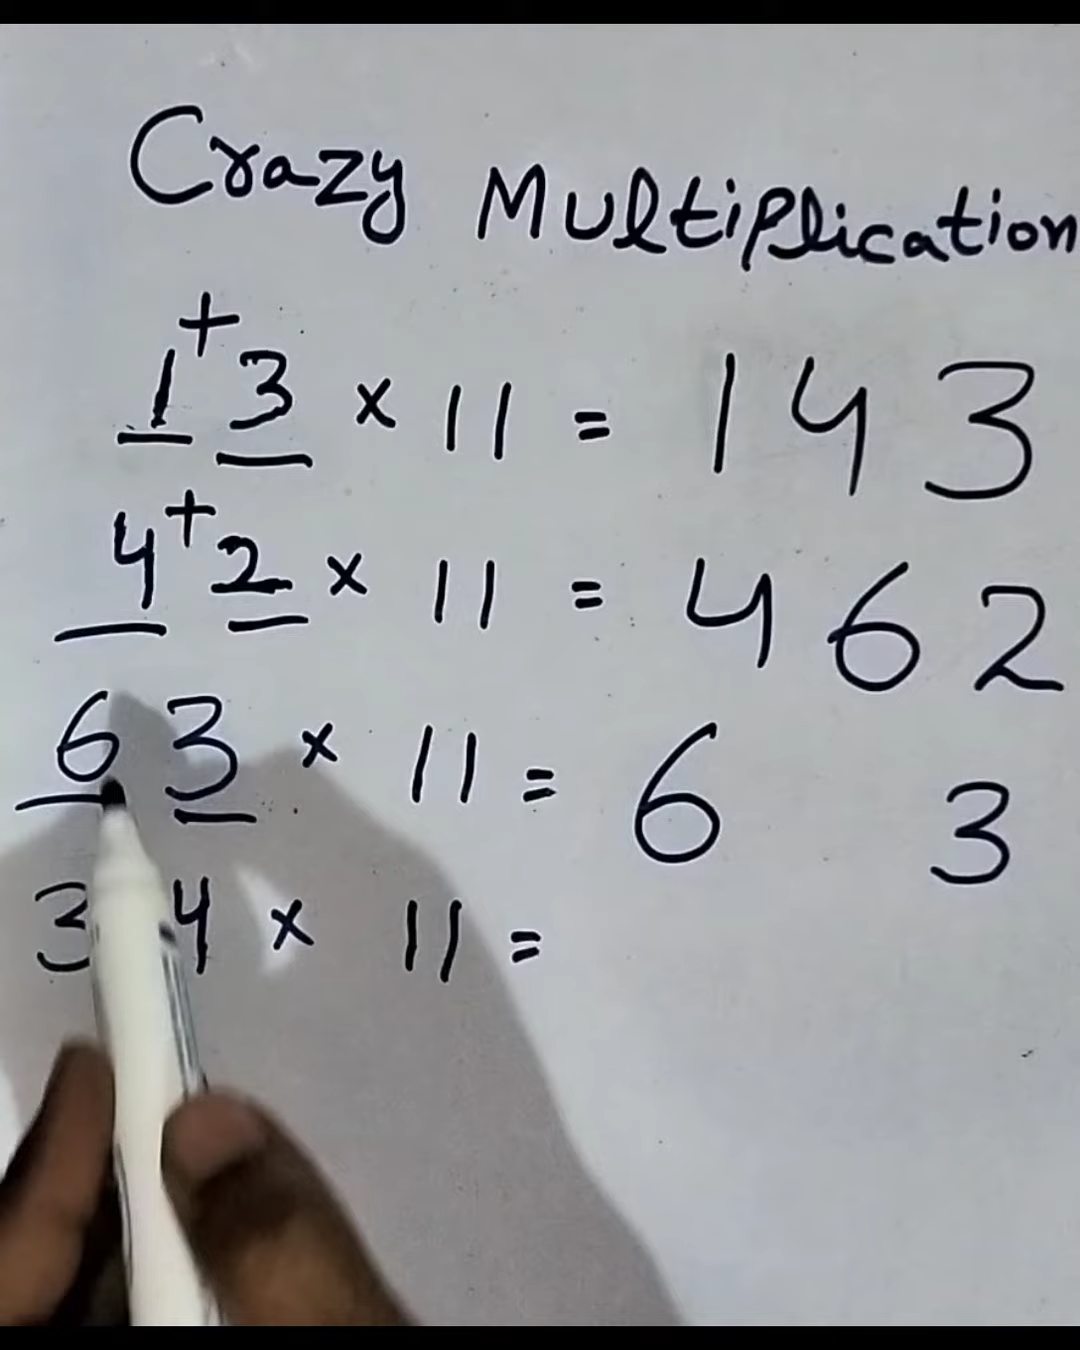 Crazy Multiplication
1 + 3 × 11 = 143
4 + 2 × 11 = 462
63 × 11 = 6 3
34 × 11 =